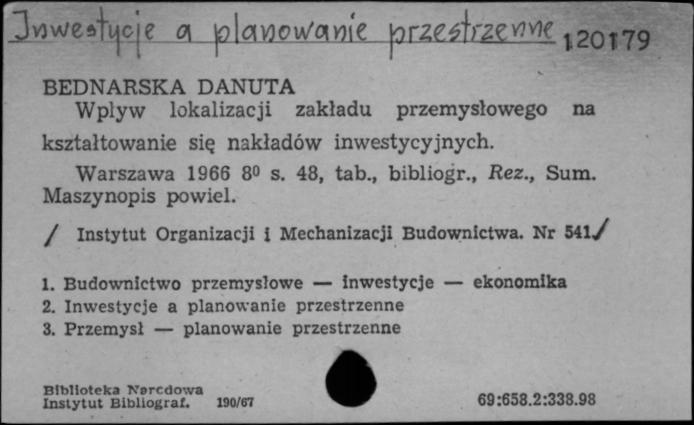 Inwestycje a planowanie przestrzenne 120179
BEDNARSKA DANUTA
Wpływ lokalizacji zakładu przemysłowego na
kształtowanie się nakładów inwestycyjnych.
Warszawa 1966 8⁰ s. 48, tab., bibliogr., Rez., Sum.
Maszynopis powiel.
/ Instytut Organizacji i Mechanizacji Budownictwa. Nr 541/
1. Budownictwo przemysłowe — inwestycje — ekonomika
2. Inwestycje a planowanie przestrzenne
3. Przemysł — planowanie przestrzenne
Biblioteka Narodowa
Instytut Bibliograf. 190/67 69:658.2:338.98